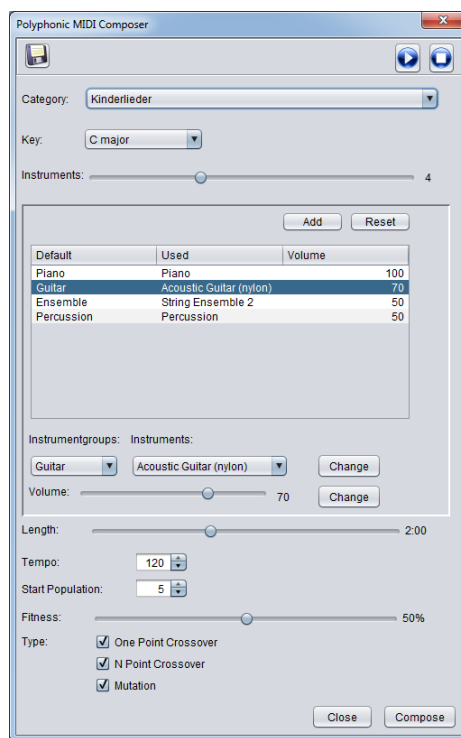 Polyphonic MIDI Composer
Category: Kinderlieder
Key: C major
Instruments: 4
Add Reset
Default Used Volume
Piano Piano 100
Guitar Acoustic Guitar (nylon) 70
Ensemble String Ensemble 2 50
Percussion Percussion 50
Instrumentgroups: Instruments:
Guitar Acoustic Guitar (nylon) Change
Volume: 70 Change
Length: 2:00
Tempo: 120
Start Population: 5
Fitness: 50%
Type: One Point Crossover
N Point Crossover
Mutation
Close Compose